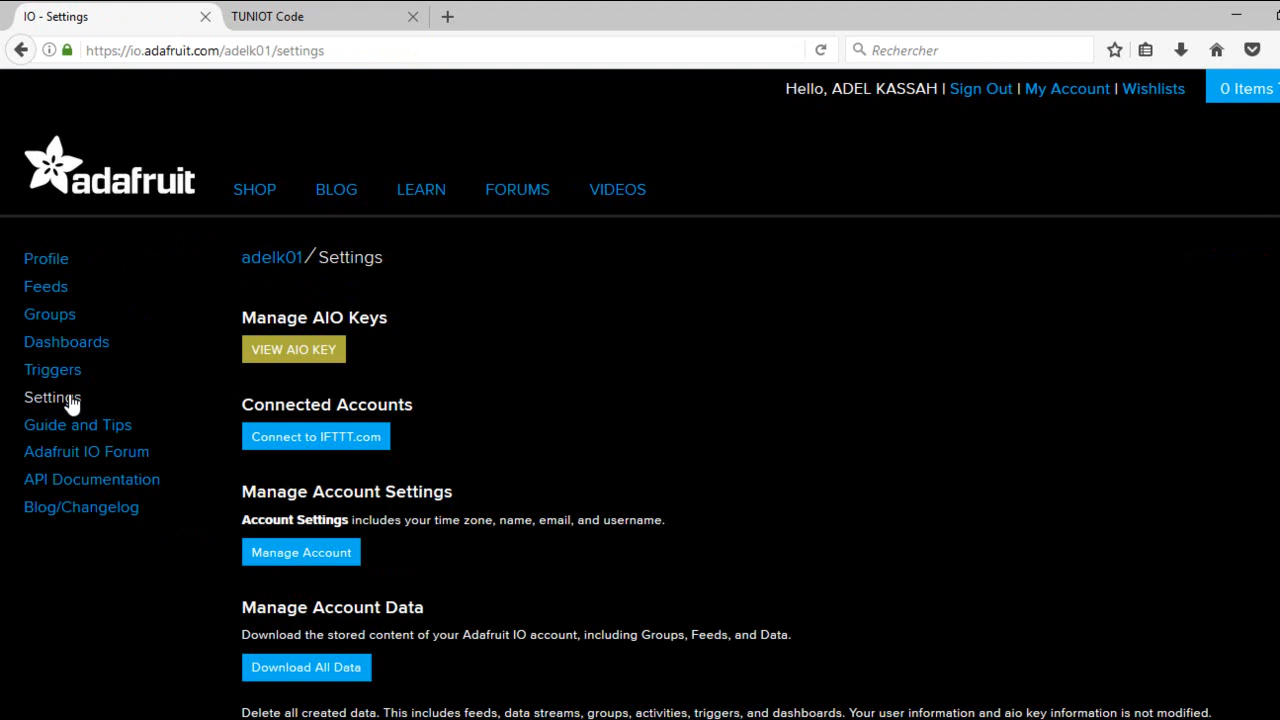 IO - Settings
TUNIOT Code
https://io.adafruit.com/adelk01/settings
Rechercher
Hello, ADEL KASSAH | Sign Out | My Account | Wishlists
0 Items
adafruit
SHOP
BLOG
LEARN
FORUMS
VIDEOS
Profile
Feeds
Groups
Dashboards
Triggers
Settings
Guide and Tips
Adafruit IO Forum
API Documentation
Blog/Changelog
adelk01/Settings
Manage AIO Keys
VIEW AIO KEY
Connected Accounts
Connect to IFTTT.com
Manage Account Settings
Account Settings includes your time zone, name, email, and username.
Manage Account
Manage Account Data
Download the stored content of your Adafruit IO account, including Groups, Feeds, and Data.
Download All Data
Delete all created data. This includes feeds, data streams, groups, activities, triggers, and dashboards. Your user information and aio key information is not modified.